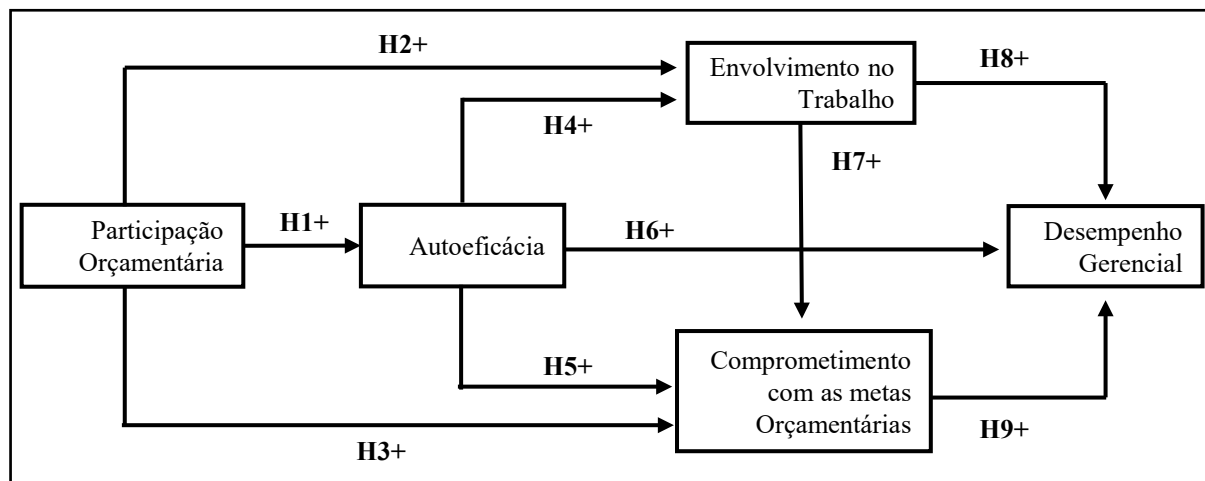 H2+
Envolvimento no
Trabalho
H8+
H4+
H7+
Participação
Orçamentária
H1+
Autoeficácia
H6+
Desempenho
Gerencial
H5+
Comprometimento
com as metas
Orçamentárias
H9+
H3+